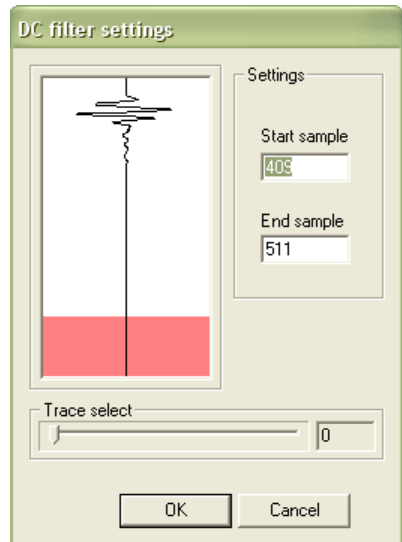 DC filter settings
Settings
Start sample
409
End sample
511
Trace select
0
OK
Cancel